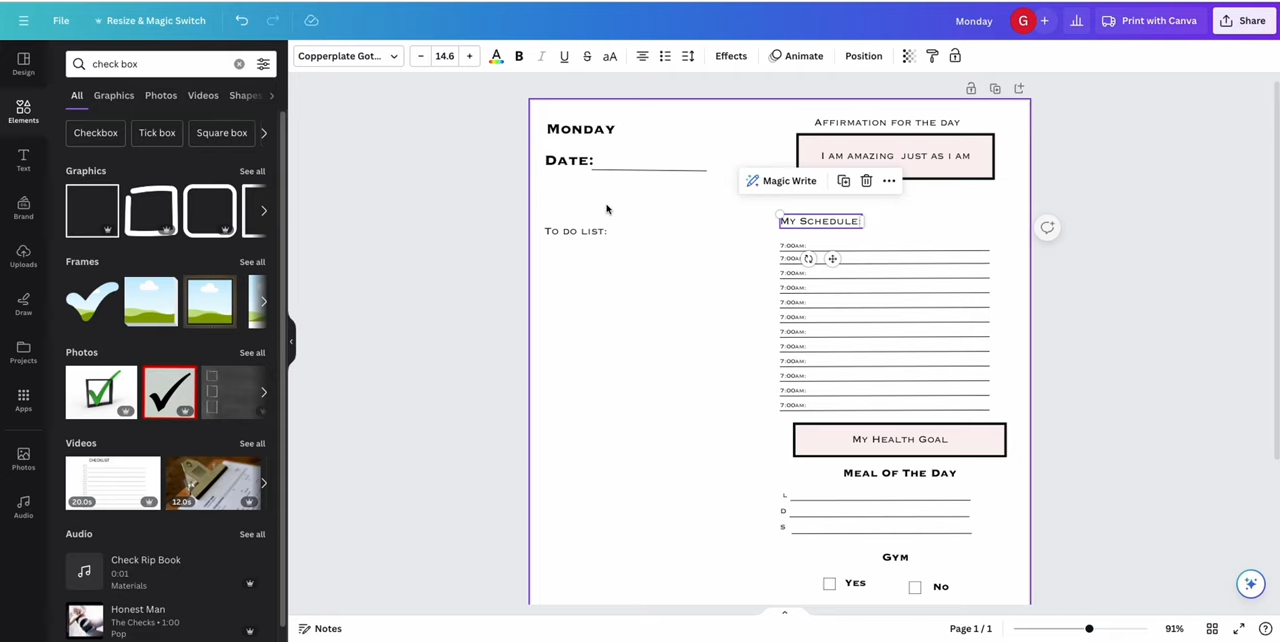 File
Resize & Magic Switch
Monday
G
+
Print with Canva
Share
Design
Elements
Text
Brand
Uploads
Draw
Projects
Apps
Photos
Audio
check box
All Graphics Photos Videos Shapes
Checkbox Tick box Square box
Graphics See all
Frames See all
Photos See all
Videos See all
CHECKLIST
20.0s
12.0s
Audio See all
Check Rip Book
0:01
Materials
Honest Man
The Checks • 1:00
Pop
Copperplate Got... – 14.6 + A B I U S aA Effects Animate Position
Monday
Date:
To do list:
Affirmation for the day
I am amazing just as i am
Magic Write
My Schedule
7:00am:
7:00a
7:00am:
7:00am:
7:00am:
7:00am:
7:00am:
7:00am:
7:00am:
7:00am:
7:00am:
7:00am:
My Health Goal
Meal Of The Day
L
D
S
Gym
Yes No
Notes
Page 1 / 1
91%